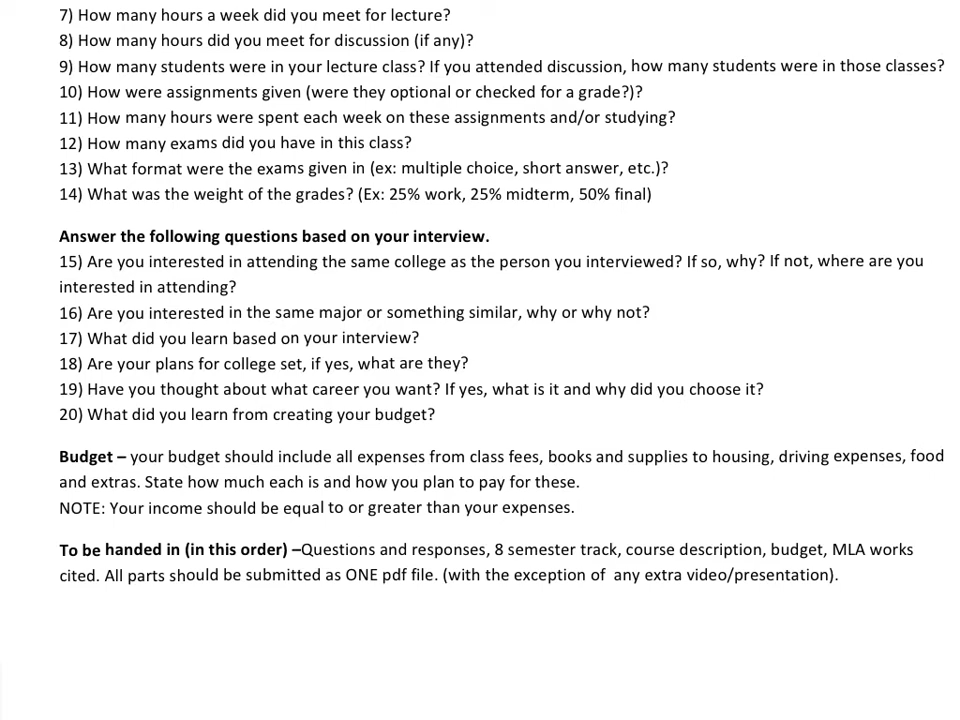 7) How many hours a week did you meet for lecture?
8) How many hours did you meet for discussion (if any)?
9) How many students were in your lecture class? If you attended discussion, how many students were in those classes?
10) How were assignments given (were they optional or checked for a grade?)?
11) How many hours were spent each week on these assignments and/or studying?
12) How many exams did you have in this class?
13) What format were the exams given in (ex: multiple choice, short answer, etc.)?
14) What was the weight of the grades? (Ex: 25% work, 25% midterm, 50% final)
Answer the following questions based on your interview.
15) Are you interested in attending the same college as the person you interviewed? If so, why? If not, where are you
interested in attending?
16) Are you interested in the same major or something similar, why or why not?
17) What did you learn based on your interview?
18) Are your plans for college set, if yes, what are they?
19) Have you thought about what career you want? If yes, what is it and why did you choose it?
20) What did you learn from creating your budget?
Budget – your budget should include all expenses from class fees, books and supplies to housing, driving expenses, food
and extras. State how much each is and how you plan to pay for these.
NOTE: Your income should be equal to or greater than your expenses.
To be handed in (in this order) –Questions and responses, 8 semester track, course description, budget, MLA works
cited. All parts should be submitted as ONE pdf file. (with the exception of  any extra video/presentation).